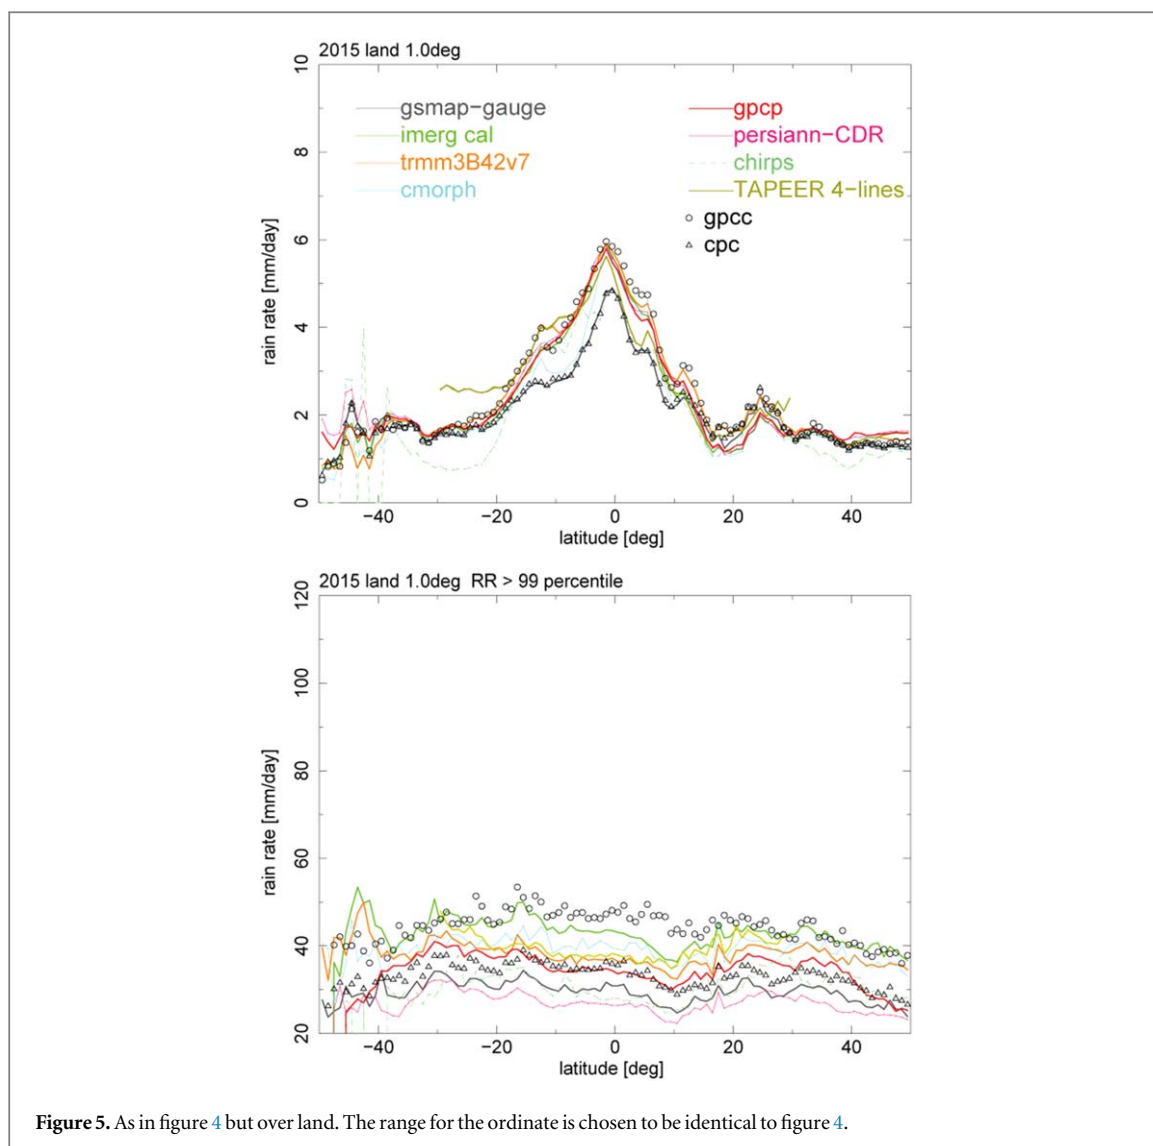 2015 land 1.0deg
10
8
6
4
2
0
rain rate [mm/day]
gsmap-gauge
imerg cal
trmm3B42v7
cmorph
gpcp
persiann-CDR
chirps
TAPEER 4-lines
gpcc
cpc
−40 −20 0 20 40
latitude [deg]
2015 land 1.0deg RR > 99 percentile
120
100
80
60
40
20
rain rate [mm/day]
−40 −20 0 20 40
latitude [deg]
Figure 5. As in figure 4 but over land. The range for the ordinate is chosen to be identical to figure 4.